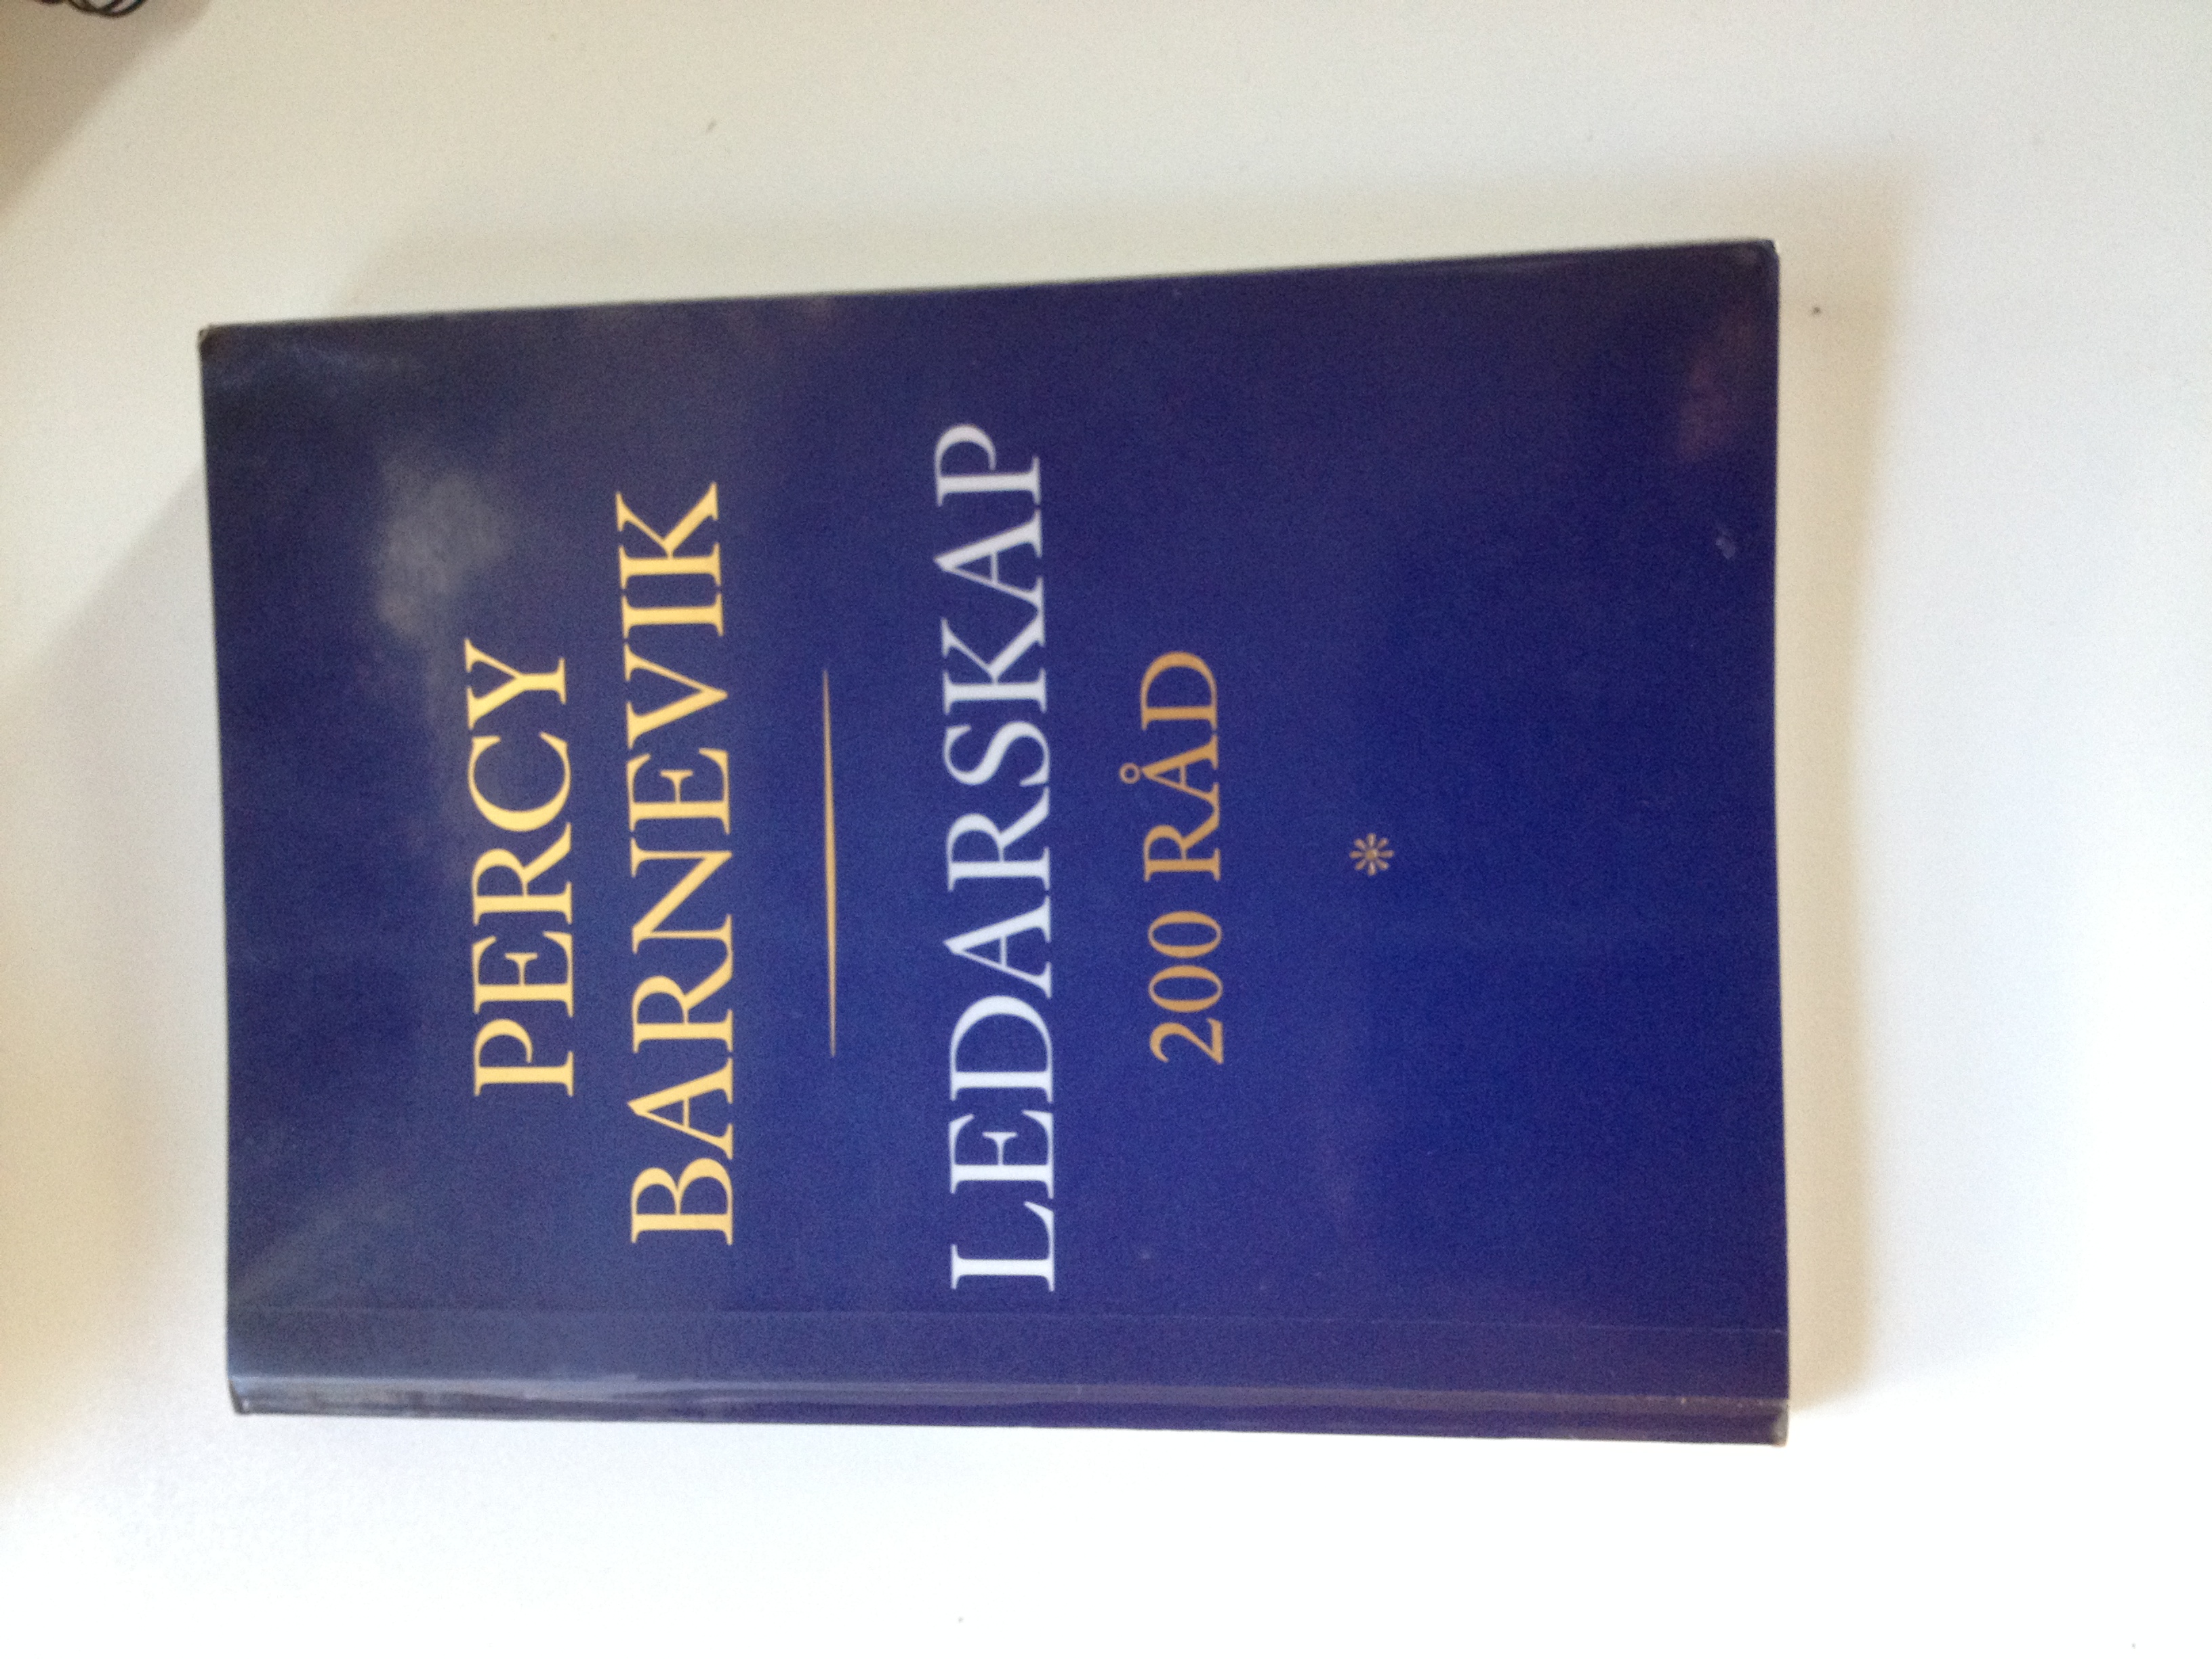 PERCY
BARNEVIK
LEDARSKAP
200 RÅD